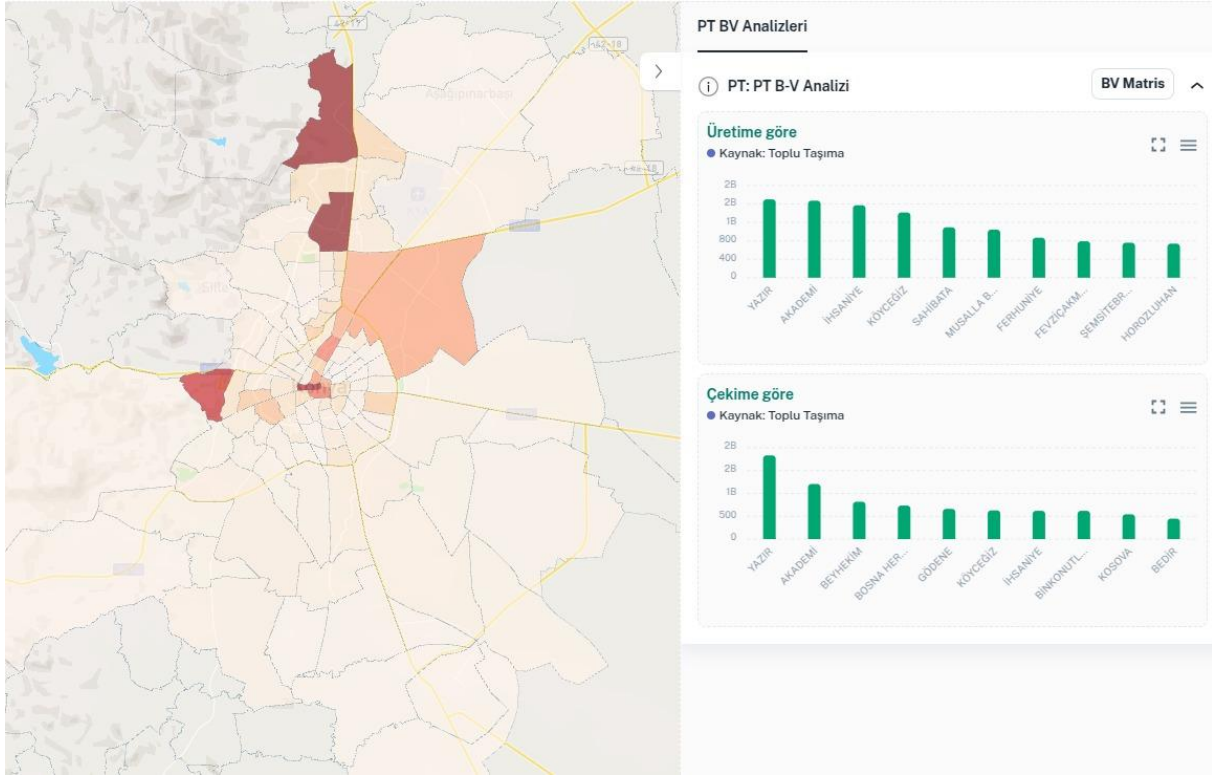 42-18
PT BV Analizleri
PT: PT B-V Analizi
BV Matris
Üretime göre
Kaynak: Toplu Taşıma
2B
2B
1B
800
400
0
YAZIR
AKADEMİ
İHSANİYE
KÖYCEĞİZ
SAHİBATA
MUSALLA B...
FERHUNİYE
FEVZİÇAKM...
ŞEMSİTEBR...
HOROZLUHAN
Çekime göre
Kaynak: Toplu Taşıma
2B
2B
1B
500
0
YAZIR
AKADEMİ
BEYHEKİM
BOSNA HER...
GÖDENE
KÖYCEĞİZ
İHSANİYE
BİNKONUTL...
KOSOVA
BEDİR
Aşağıpınarbaşı